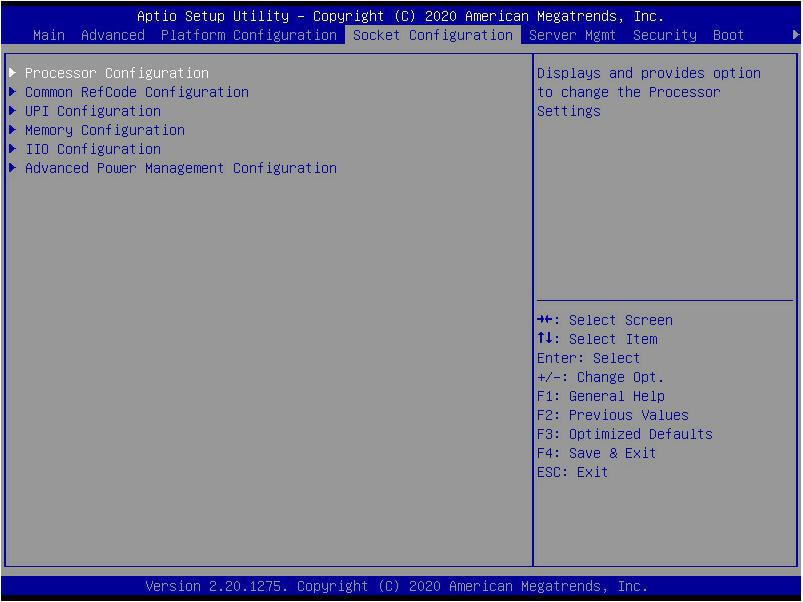 Aptio Setup Utility – Copyright (C) 2020 American Megatrends, Inc.
Main Advanced Platform Configuration Socket Configuration Server Mgmt Security Boot ►
► Processor Configuration
► Common RefCode Configuration
► UPI Configuration
► Memory Configuration
► IIO Configuration
► Advanced Power Management Configuration
Displays and provides option
to change the Processor
Settings
→←: Select Screen
↑↓: Select Item
Enter: Select
+/-: Change Opt.
F1: General Help
F2: Previous Values
F3: Optimized Defaults
F4: Save & Exit
ESC: Exit
Version 2.20.1275. Copyright (C) 2020 American Megatrends, Inc.